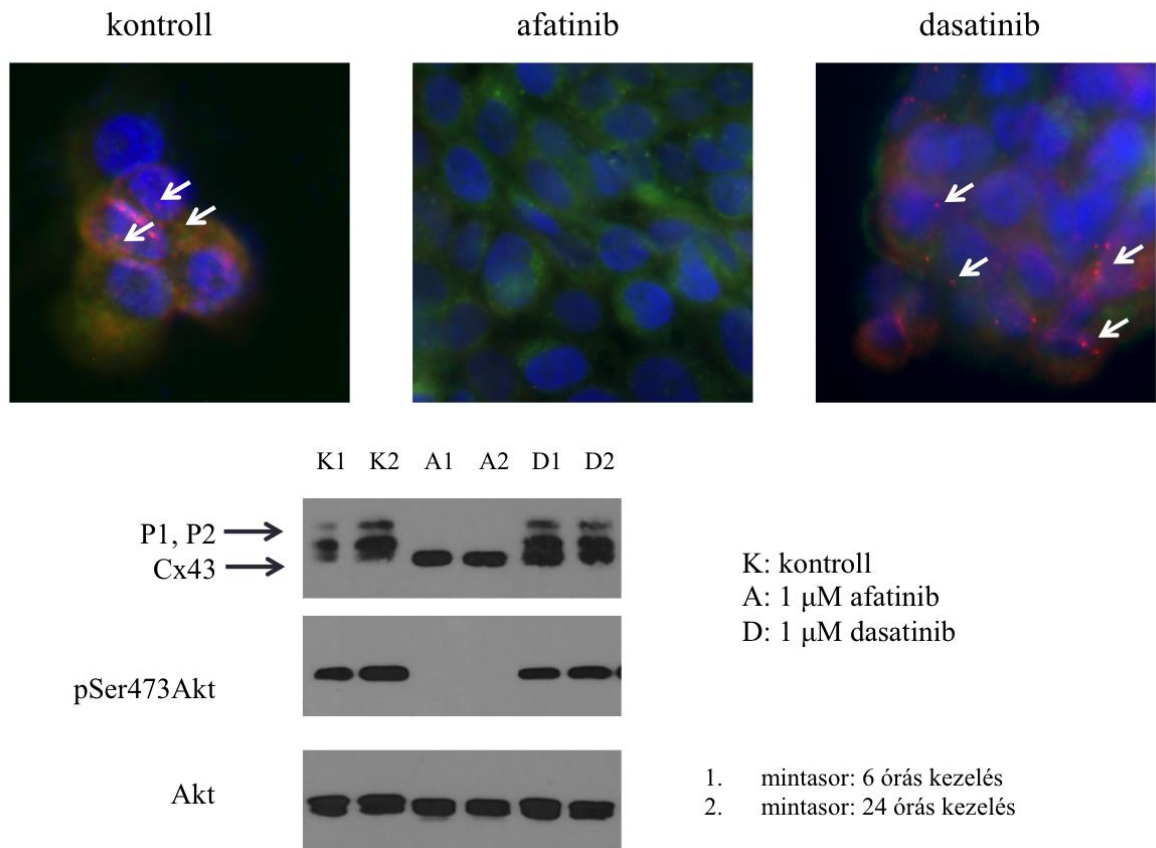 kontroll afatinib dasatinib
K1 K2 A1 A2 D1 D2
P1, P2
Cx43
K: kontroll
A: 1 μM afatinib
D: 1 μM dasatinib
pSer473Akt
Akt
1. mintasor: 6 órás kezelés
2. mintasor: 24 órás kezelés